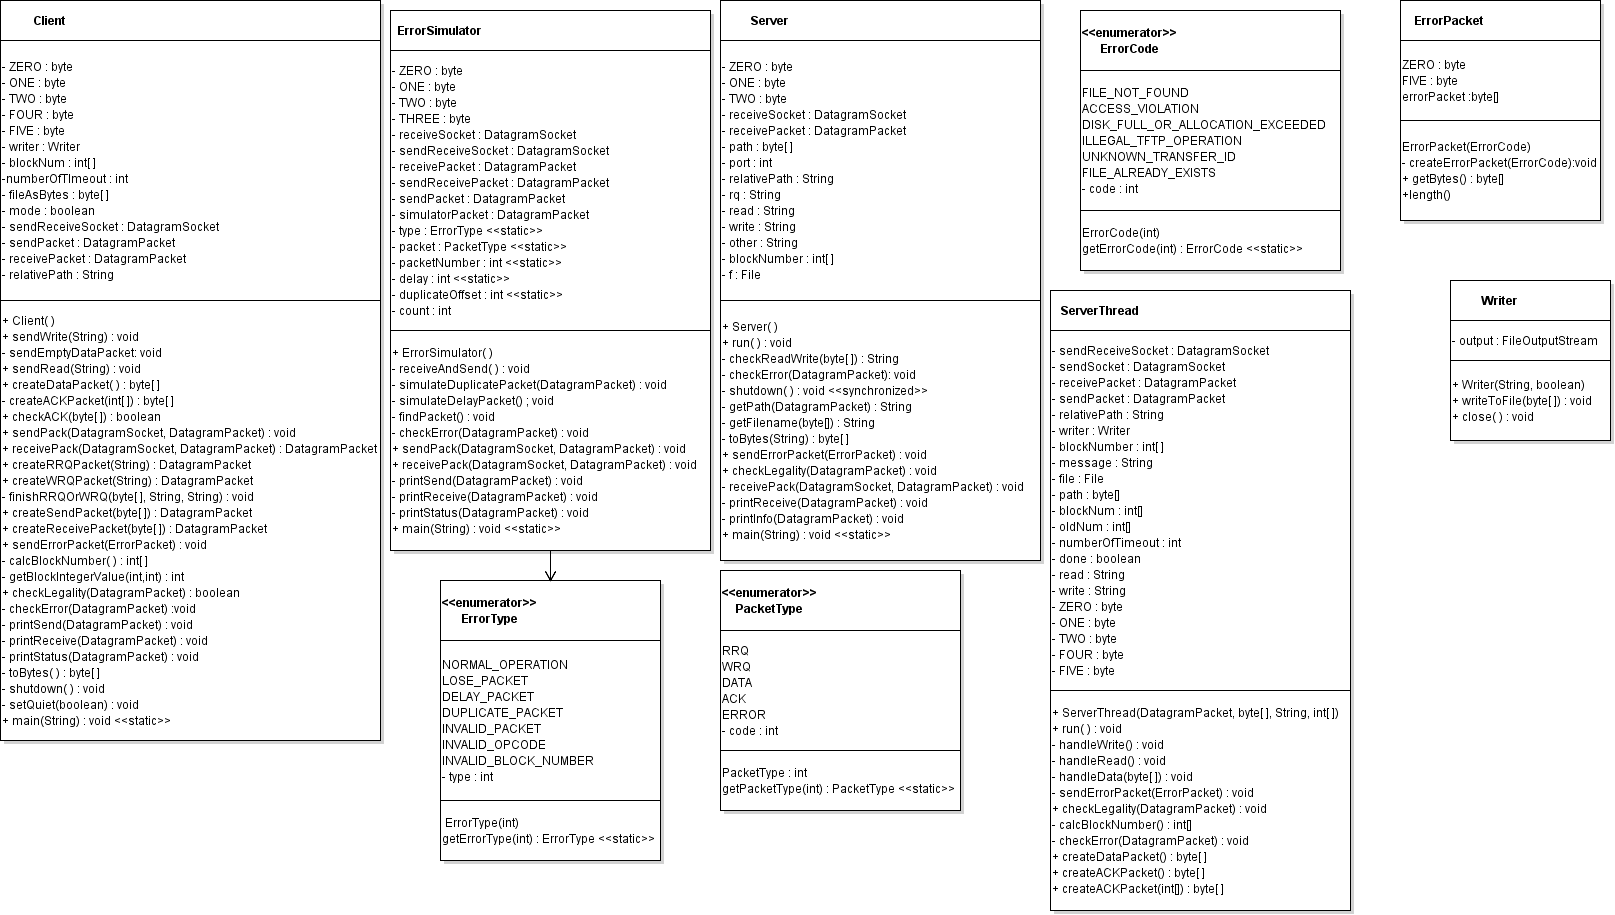 Client
- ZERO : byte
- ONE : byte
- TWO : byte
- FOUR : byte
- FIVE : byte
- writer : Writer
- blockNum : int[ ]
-numberOfTImeout : int
- fileAsBytes : byte[ ]
- mode : boolean
- sendReceiveSocket : DatagramSocket
- sendPacket : DatagramPacket
- receivePacket : DatagramPacket
- relativePath : String
+ Client( )
+ sendWrite(String) : void
- sendEmptyDataPacket: void
+ sendRead(String) : void
+ createDataPacket( ) : byte[ ]
- createACKPacket(int[ ]) : byte[ ]
+ checkACK(byte[ ]) : boolean
+ sendPack(DatagramSocket, DatagramPacket) : void
+ receivePack(DatagramSocket, DatagramPacket) : DatagramPacket
+ createRRQPacket(String) : DatagramPacket
+ createWRQPacket(String) : DatagramPacket
- finishRRQOrWRQ(byte[ ], String, String) : void
+ createSendPacket(byte[ ]) : DatagramPacket
+ createReceivePacket(byte[ ]) : DatagramPacket
+ sendErrorPacket(ErrorPacket) : void
- calcBlockNumber( ) : int[ ]
- getBlockIntegerValue(int,int) : int
+ checkLegality(DatagramPacket) : boolean
- checkError(DatagramPacket) :void
- printSend(DatagramPacket) : void
- printReceive(DatagramPacket) : void
- printStatus(DatagramPacket) : void
- toBytes( ) : byte[ ]
- shutdown( ) : void
- setQuiet(boolean) : void
+ main(String) : void <<static>>
ErrorSimulator
- ZERO : byte
- ONE : byte
- TWO : byte
- THREE : byte
- receiveSocket : DatagramSocket
- sendReceiveSocket : DatagramSocket
- receivePacket : DatagramPacket
- sendReceivePacket : DatagramPacket
- sendPacket : DatagramPacket
- simulatorPacket : DatagramPacket
- type : ErrorType <<static>>
- packet : PacketType <<static>>
- packetNumber : int <<static>>
- delay : int <<static>>
- duplicateOffset : int <<static>>
- count : int
+ ErrorSimulator( )
- receiveAndSend( ) : void
- simulateDuplicatePacket(DatagramPacket) : void
- simulateDelayPacket() ; void
- findPacket() : void
- checkError(DatagramPacket) : void
+ sendPack(DatagramSocket, DatagramPacket) : void
+ receivePack(DatagramSocket, DatagramPacket) : void
- printSend(DatagramPacket) : void
- printReceive(DatagramPacket) : void
- printStatus(DatagramPacket) : void
+ main(String) : void <<static>>
<<enumerator>>
ErrorType
NORMAL_OPERATION
LOSE_PACKET
DELAY_PACKET
DUPLICATE_PACKET
INVALID_PACKET
INVALID_OPCODE
INVALID_BLOCK_NUMBER
- type : int
ErrorType(int)
getErrorType(int) : ErrorType <<static>>
Server
- ZERO : byte
- ONE : byte
- TWO : byte
- receiveSocket : DatagramSocket
- receivePacket : DatagramPacket
- path : byte[ ]
- port : int
- relativePath : String
- rq : String
- read : String
- write : String
- other : String
- blockNumber : int[ ]
- f : File
+ Server( )
+ run( ) : void
- checkReadWrite(byte[ ]) : String
- checkError(DatagramPacket): void
- shutdown( ) : void <<synchronized>>
- getPath(DatagramPacket) : String
- getFilename(byte[]) : String
- toBytes(String) : byte[ ]
+ sendErrorPacket(ErrorPacket) : void
+ checkLegality(DatagramPacket) : void
- receivePack(DatagramSocket, DatagramPacket) : void
- printReceive(DatagramPacket) : void
- printInfo(DatagramPacket) : void
+ main(String) : void <<static>>
<<enumerator>>
PacketType
RRQ
WRQ
DATA
ACK
ERROR
- code : int
PacketType : int
getPacketType(int) : PacketType <<static>>
<<enumerator>>
ErrorCode
FILE_NOT_FOUND
ACCESS_VIOLATION
DISK_FULL_OR_ALLOCATION_EXCEEDED
ILLEGAL_TFTP_OPERATION
UNKNOWN_TRANSFER_ID
FILE_ALREADY_EXISTS
- code : int
ErrorCode(int)
getErrorCode(int) : ErrorCode <<static>>
ServerThread
- sendReceiveSocket : DatagramSocket
- sendSocket : DatagramSocket
- receivePacket : DatagramPacket
- sendPacket : DatagramPacket
- relativePath : String
- writer : Writer
- blockNumber : int[ ]
- message : String
- file : File
- path : byte[]
- blockNum : int[]
- oldNum : int[]
- numberOfTimeout : int
- done : boolean
- read : String
- write : String
- ZERO : byte
- ONE : byte
- TWO : byte
- FOUR : byte
- FIVE : byte
+ ServerThread(DatagramPacket, byte[ ], String, int[ ])
+ run( ) : void
- handleWrite() : void
- handleRead() : void
- handleData(byte[ ]) : void
- sendErrorPacket(ErrorPacket) : void
+ checkLegality(DatagramPacket) : void
- calcBlockNumber() : int[]
- checkError(DatagramPacket) : void
+ createDataPacket() : byte[ ]
+ createACKPacket() : byte[ ]
+ createACKPacket(int[]) : byte[ ]
ErrorPacket
ZERO : byte
FIVE : byte
errorPacket :byte[]
ErrorPacket(ErrorCode)
- createErrorPacket(ErrorCode):void
+ getBytes() : byte[]
+length()
Writer
- output : FileOutputStream
+ Writer(String, boolean)
+ writeToFile(byte[ ]) : void
+ close( ) : void